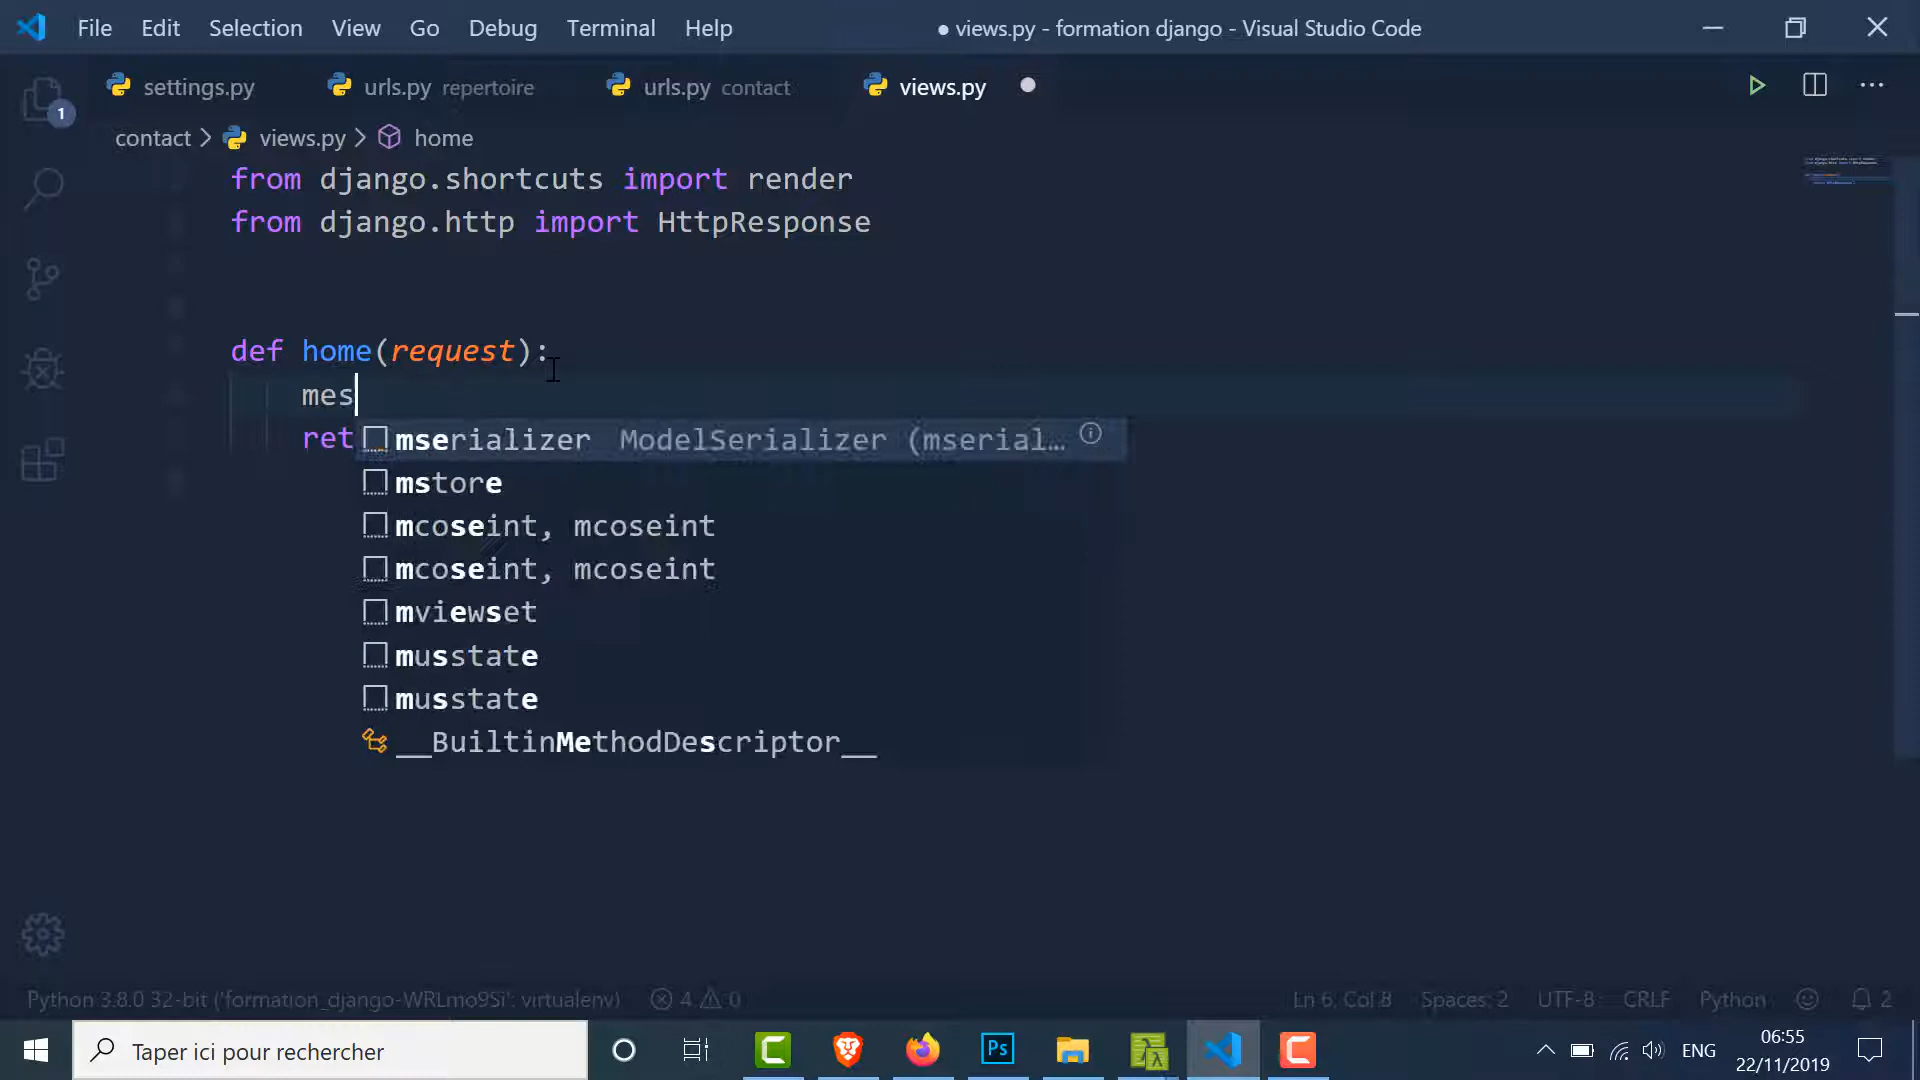 File Edit Selection View Go Debug Terminal Help
● views.py - formation django - Visual Studio Code
settings.py
urls.py repertoire
urls.py contact
views.py
1
contact > views.py > home
from django.shortcuts import render
from django.http import HttpResponse
def home(request):
mes
ret
mserializer ModelSerializer (mserial…
mstore
mcoseint, mcoseint
mcoseint, mcoseint
mviewset
musstate
musstate
__BuiltinMethodDescriptor__
Python 3.8.0 32-bit ('formation_django-WRLmo9Si': virtualenv) 4 0
Ln 6, Col 8 Spaces: 2 UTF-8 CRLF Python 2
Taper ici pour rechercher
Ps
ENG
06:55
22/11/2019